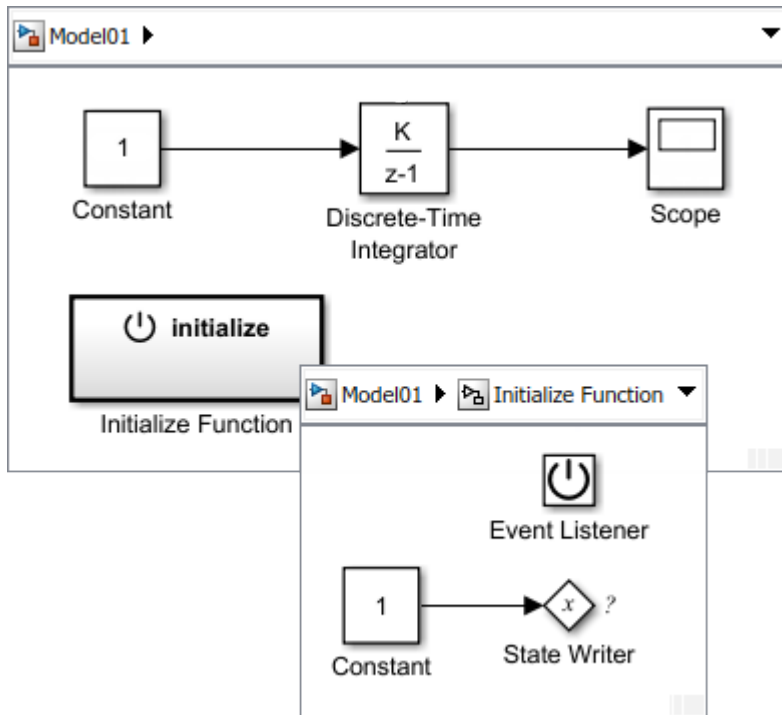 Model01
1
K
z-1
Constant
Discrete-Time
Integrator
Scope
initialize
Initialize Function
Model01 Initialize Function
Event Listener
1
x ?
Constant
State Writer